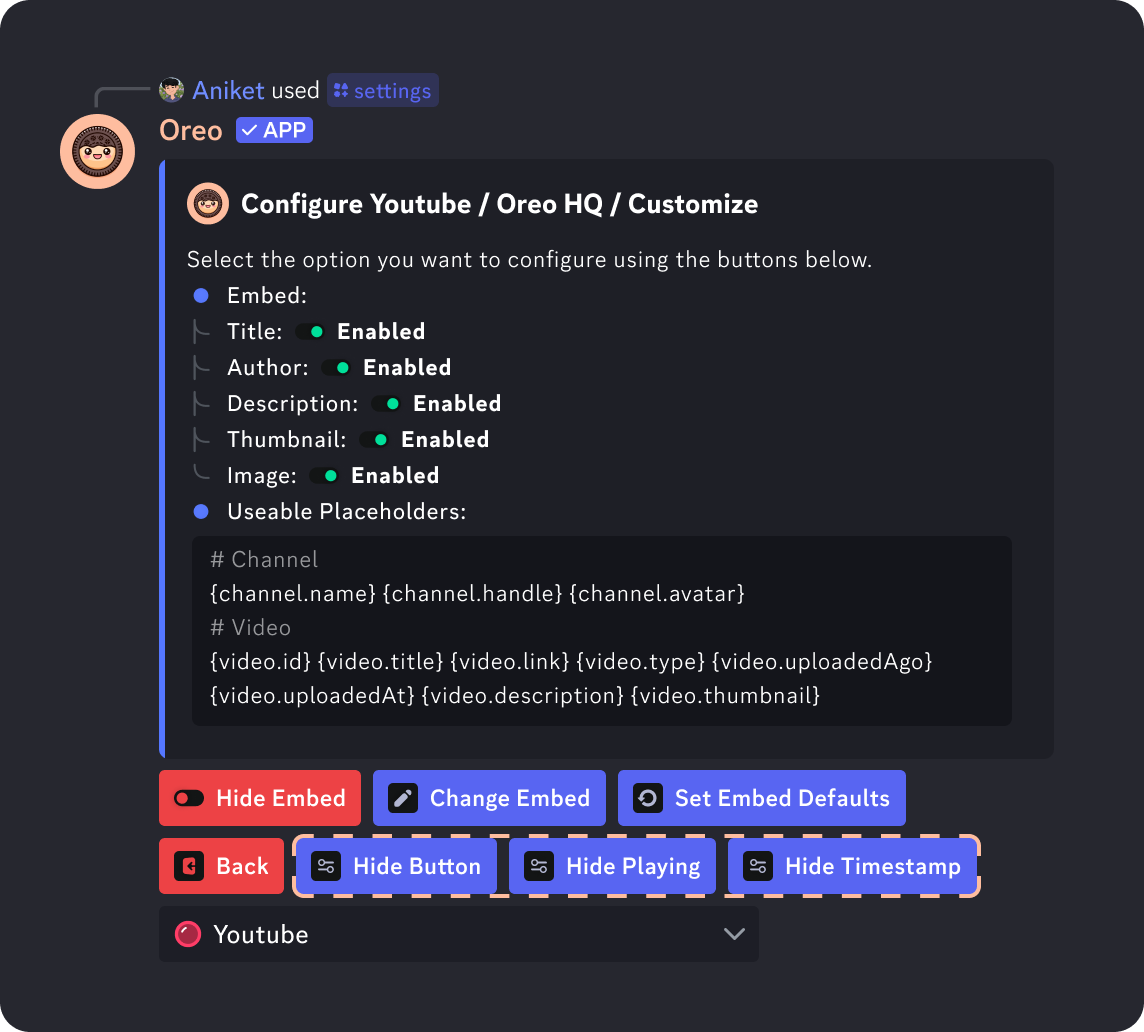 Aniket used settings
Oreo APP
Configure Youtube / Oreo HQ / Customize
Select the option you want to configure using the buttons below.
Embed:
Title: Enabled
Author: Enabled
Description: Enabled
Thumbnail: Enabled
Image: Enabled
Useable Placeholders:
# Channel
{channel.name} {channel.handle} {channel.avatar}
# Video
{video.id} {video.title} {video.link} {video.type} {video.uploadedAgo}
{video.uploadedAt} {video.description} {video.thumbnail}
Hide Embed Change Embed Set Embed Defaults
Back Hide Button Hide Playing Hide Timestamp
Youtube